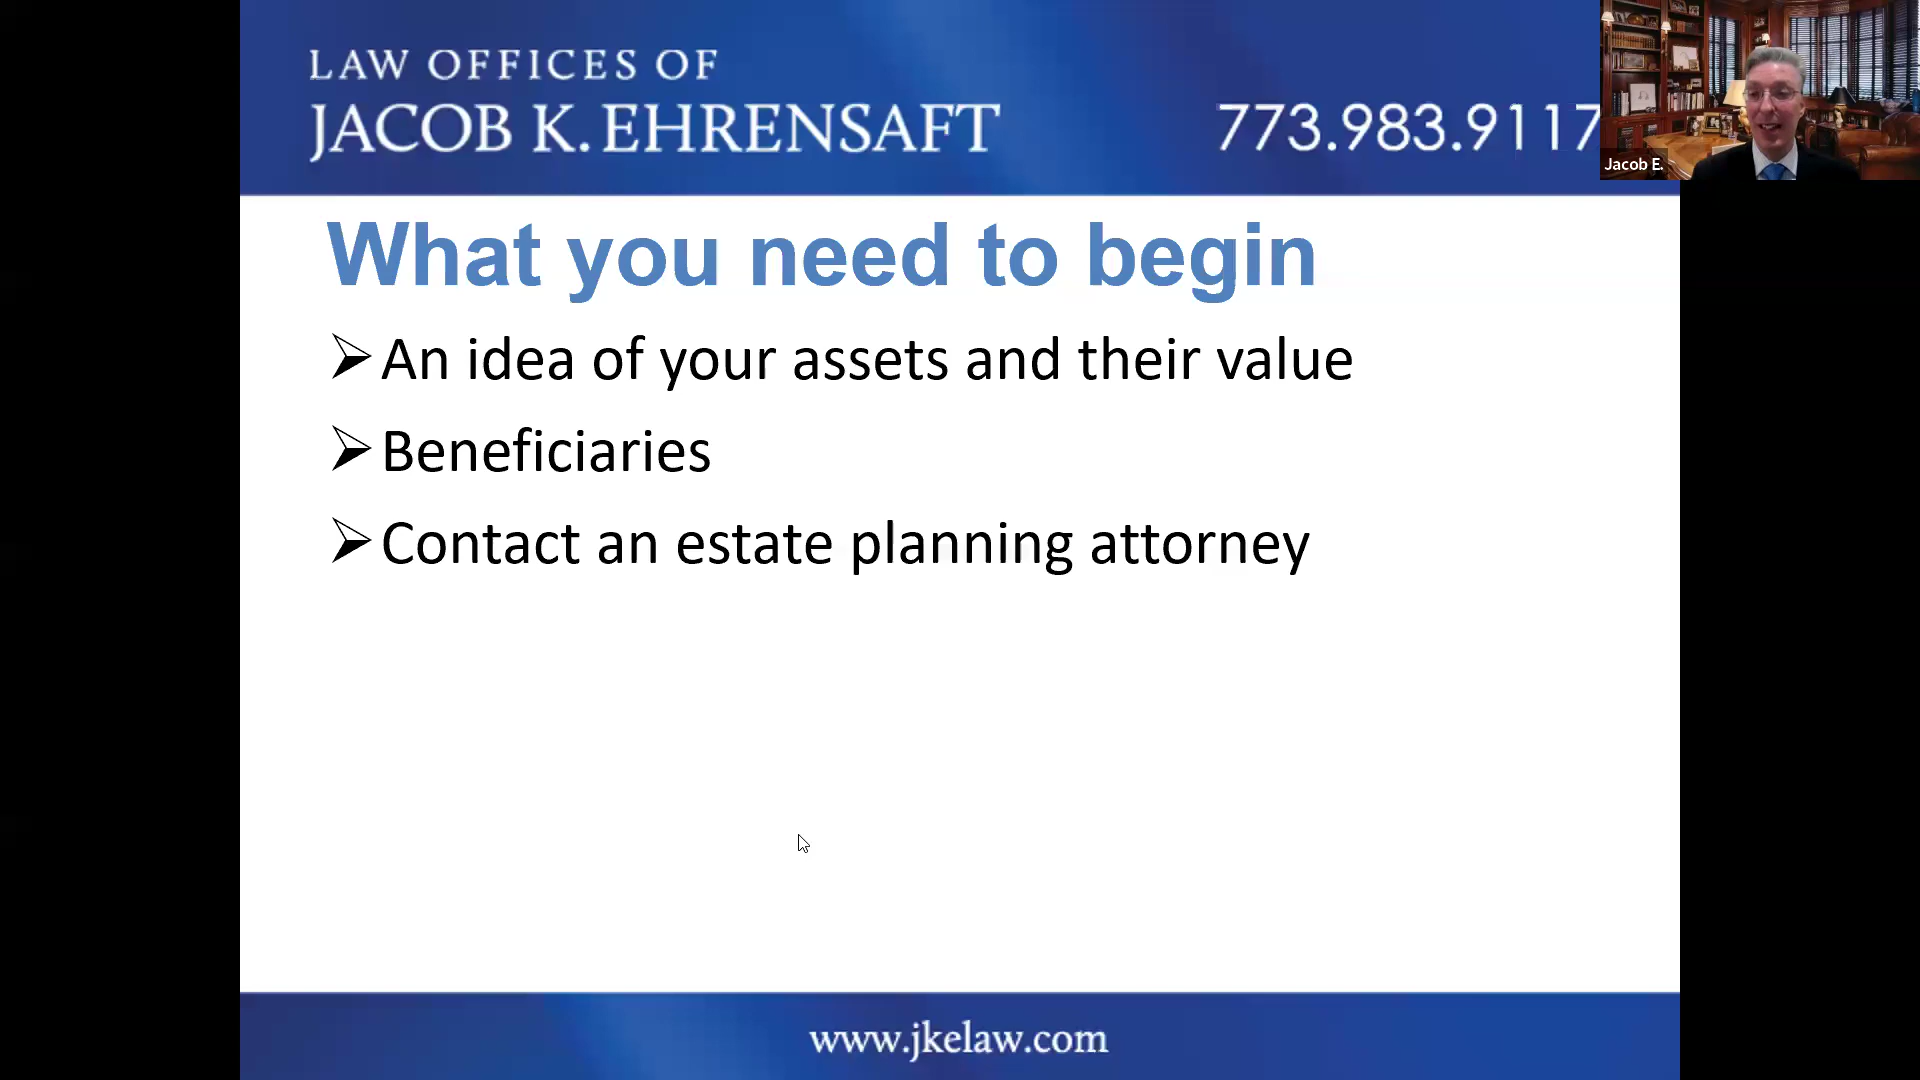 LAW OFFICES OF
JACOB K. EHRENSAFT
773.983.9117
Jacob E.
What you need to begin
An idea of your assets and their value
Beneficiaries
Contact an estate planning attorney
www.jkelaw.com